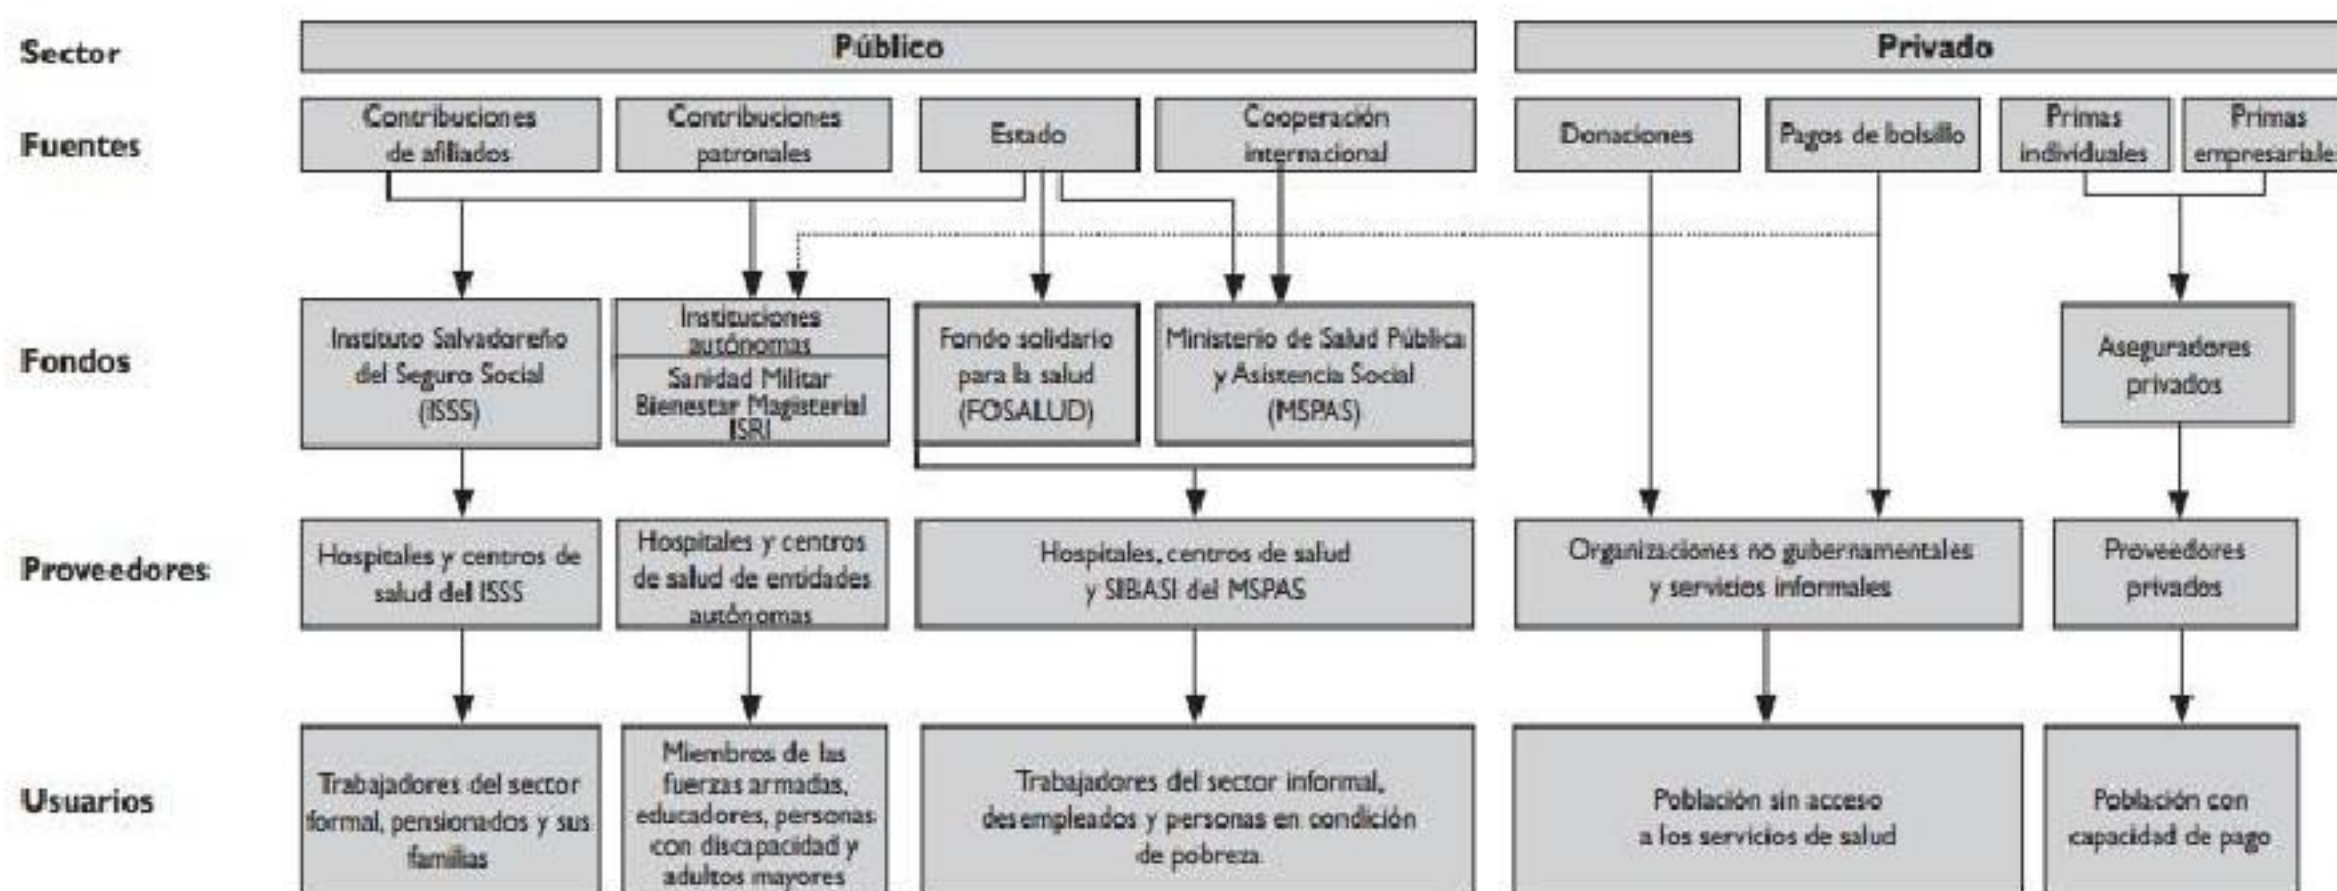 Sector
Público
Privado
Fuentes
Contribuciones
de afiliados
Contribuciones
patronales
Estado
Cooperación
internacional
Donaciones
Pagos de bolsillo
Primas
individuales
Primas
empresariales
Fondos
Instituto Salvadoreño
del Seguro Social
(ISSS)
Instituciones
autónomas
Sanidad Militar
Bienestar Magisterial
ISRI
Fondo solidario
para la salud
(FOSALUD)
Ministerio de Salud Pública
y Asistencia Social
(MSPAS)
Aseguradores
privados
Proveedores
Hospitales y centros de
salud del ISSS
Hospitales y centros
de salud de entidades
autónomas
Hospitales, centros de salud
y SIBASI del MSPAS
Organizaciones no gubernamentales
y servicios informales
Proveedores
privados
Usuarios
Trabajadores del sector
formal, pensionados y sus
familias
Miembros de las
fuerzas armadas,
educadores, personas
con discapacidad y
adultos mayores
Trabajadores del sector informal,
desempleados y personas en condición
de pobreza
Población sin acceso
a los servicios de salud
Población con
capacidad de pago